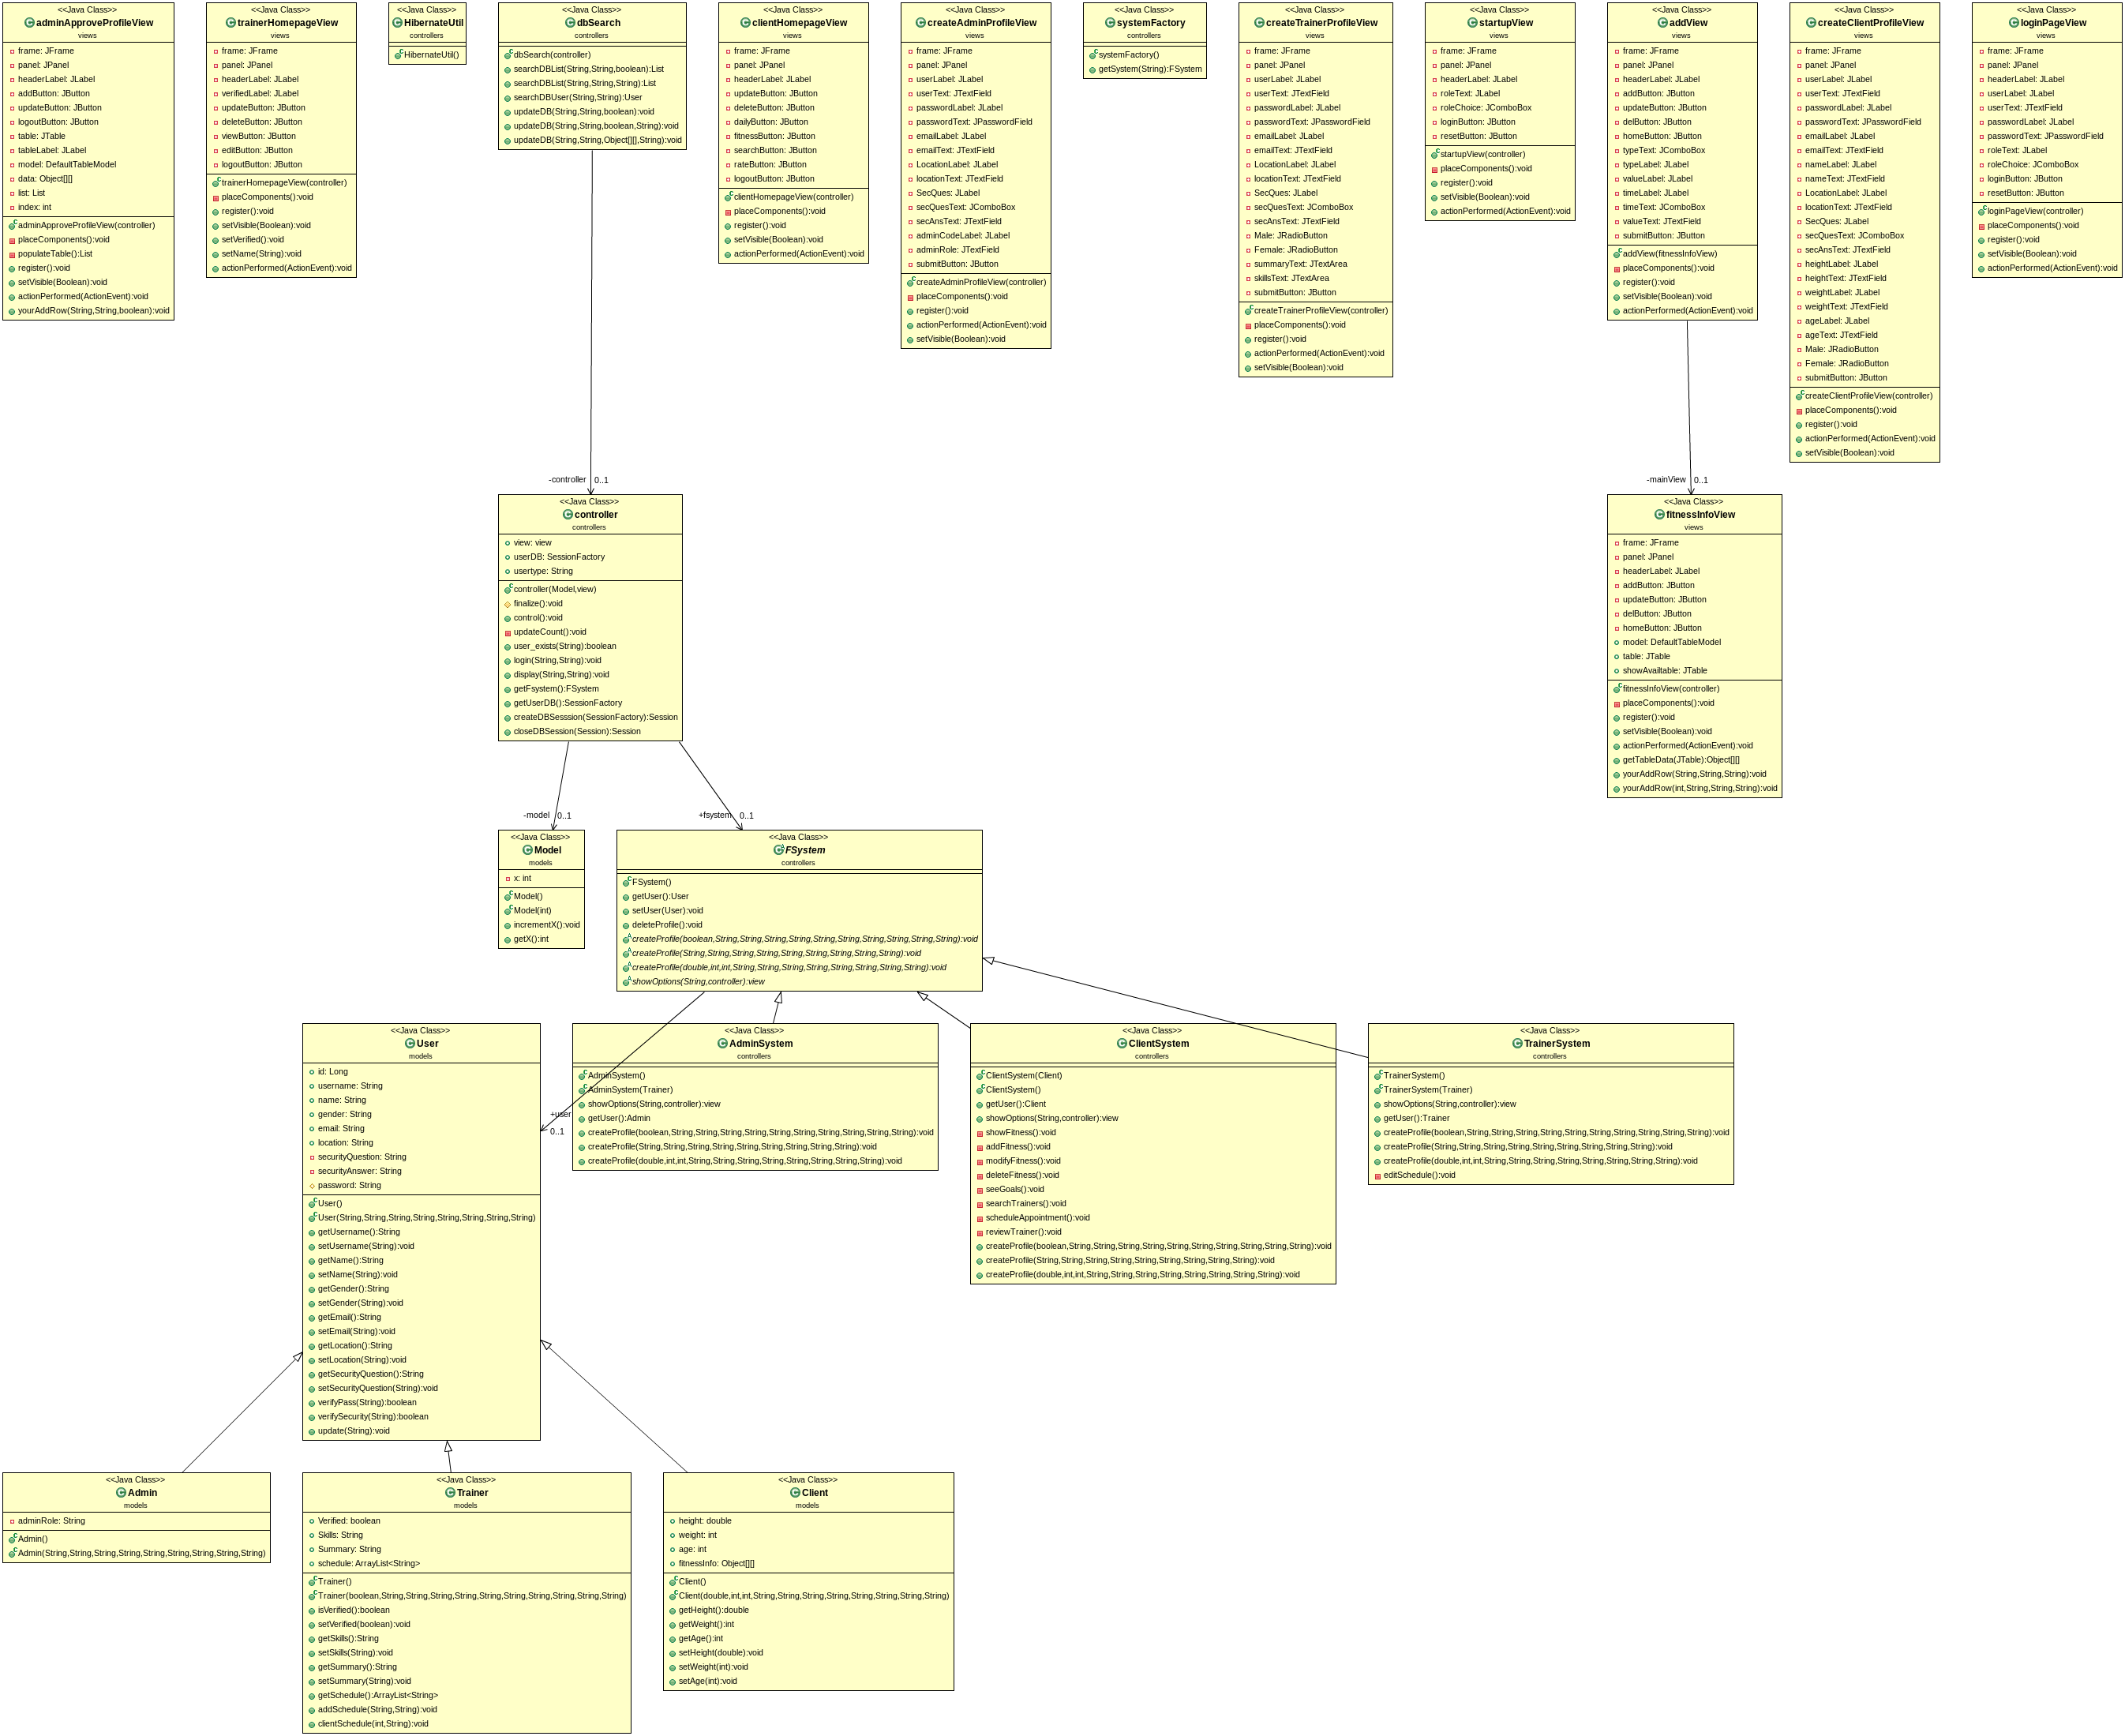 <<Java Class>>
adminApproveProfileView
views
frame: JFrame
panel: JPanel
headerLabel: JLabel
addButton: JButton
updateButton: JButton
logoutButton: JButton
table: JTable
tableLabel: JLabel
model: DefaultTableModel
data: Object[][]
list: List
index: int
adminApproveProfileView(controller)
placeComponents():void
populateTable():List
register():void
setVisible(Boolean):void
actionPerformed(ActionEvent):void
yourAddRow(String,String,boolean):void
<<Java Class>>
trainerHomepageView
views
frame: JFrame
panel: JPanel
headerLabel: JLabel
verifiedLabel: JLabel
updateButton: JButton
deleteButton: JButton
viewButton: JButton
editButton: JButton
logoutButton: JButton
trainerHomepageView(controller)
placeComponents():void
register():void
setVisible(Boolean):void
setVerified():void
setName(String):void
actionPerformed(ActionEvent):void
<<Java Class>>
HibernateUtil
controllers
HibernateUtil()
<<Java Class>>
dbSearch
controllers
dbSearch(controller)
searchDBList(String,String,boolean):List
searchDBList(String,String,String):List
searchDBUser(String,String):User
updateDB(String,String,boolean):void
updateDB(String,String,boolean,String):void
updateDB(String,String,Object[][],String):void
<<Java Class>>
clientHomepageView
views
frame: JFrame
panel: JPanel
headerLabel: JLabel
updateButton: JButton
deleteButton: JButton
dailyButton: JButton
fitnessButton: JButton
searchButton: JButton
rateButton: JButton
logoutButton: JButton
clientHomepageView(controller)
placeComponents():void
register():void
setVisible(Boolean):void
actionPerformed(ActionEvent):void
<<Java Class>>
createAdminProfileView
views
frame: JFrame
panel: JPanel
userLabel: JLabel
userText: JTextField
passwordLabel: JLabel
passwordText: JPasswordField
emailLabel: JLabel
emailText: JTextField
LocationLabel: JLabel
locationText: JTextField
SecQues: JLabel
secQuesText: JComboBox
secAnsText: JTextField
adminCodeLabel: JLabel
adminRole: JTextField
submitButton: JButton
createAdminProfileView(controller)
placeComponents():void
register():void
actionPerformed(ActionEvent):void
setVisible(Boolean):void
<<Java Class>>
systemFactory
controllers
systemFactory()
getSystem(String):FSystem
<<Java Class>>
createTrainerProfileView
views
frame: JFrame
panel: JPanel
userLabel: JLabel
userText: JTextField
passwordLabel: JLabel
passwordText: JPasswordField
emailLabel: JLabel
emailText: JTextField
LocationLabel: JLabel
locationText: JTextField
SecQues: JLabel
secQuesText: JComboBox
secAnsText: JTextField
Male: JRadioButton
Female: JRadioButton
summaryText: JTextArea
skillsText: JTextArea
submitButton: JButton
createTrainerProfileView(controller)
placeComponents():void
register():void
actionPerformed(ActionEvent):void
setVisible(Boolean):void
<<Java Class>>
startupView
views
frame: JFrame
panel: JPanel
headerLabel: JLabel
roleText: JLabel
roleChoice: JComboBox
loginButton: JButton
resetButton: JButton
startupView(controller)
placeComponents():void
register():void
setVisible(Boolean):void
actionPerformed(ActionEvent):void
<<Java Class>>
addView
views
frame: JFrame
panel: JPanel
headerLabel: JLabel
addButton: JButton
updateButton: JButton
delButton: JButton
homeButton: JButton
typeText: JComboBox
typeLabel: JLabel
valueLabel: JLabel
timeLabel: JLabel
timeText: JComboBox
valueText: JTextField
submitButton: JButton
addView(fitnessInfoView)
placeComponents():void
register():void
setVisible(Boolean):void
actionPerformed(ActionEvent):void
<<Java Class>>
createClientProfileView
views
frame: JFrame
panel: JPanel
userLabel: JLabel
userText: JTextField
passwordLabel: JLabel
passwordText: JPasswordField
emailLabel: JLabel
emailText: JTextField
nameLabel: JLabel
nameText: JTextField
LocationLabel: JLabel
locationText: JTextField
SecQues: JLabel
secQuesText: JComboBox
secAnsText: JTextField
heightLabel: JLabel
heightText: JTextField
weightLabel: JLabel
weightText: JTextField
ageLabel: JLabel
ageText: JTextField
Male: JRadioButton
Female: JRadioButton
submitButton: JButton
createClientProfileView(controller)
placeComponents():void
register():void
actionPerformed(ActionEvent):void
setVisible(Boolean):void
<<Java Class>>
loginPageView
views
frame: JFrame
panel: JPanel
headerLabel: JLabel
userLabel: JLabel
userText: JTextField
passwordLabel: JLabel
passwordText: JPasswordField
roleText: JLabel
roleChoice: JComboBox
loginButton: JButton
resetButton: JButton
loginPageView(controller)
placeComponents():void
register():void
setVisible(Boolean):void
actionPerformed(ActionEvent):void
-controller 0..1
<<Java Class>>
controller
controllers
view: view
userDB: SessionFactory
usertype: String
controller(Model,view)
finalize():void
control():void
updateCount():void
user_exists(String):boolean
login(String,String):void
display(String,String):void
getFsystem():FSystem
getUserDB():SessionFactory
createDBSesssion(SessionFactory):Session
closeDBSession(Session):Session
-mainView 0..1
<<Java Class>>
fitnessInfoView
views
frame: JFrame
panel: JPanel
headerLabel: JLabel
addButton: JButton
updateButton: JButton
delButton: JButton
homeButton: JButton
model: DefaultTableModel
table: JTable
showAvailtable: JTable
fitnessInfoView(controller)
placeComponents():void
register():void
setVisible(Boolean):void
actionPerformed(ActionEvent):void
getTableData(JTable):Object[][]
yourAddRow(String,String,String):void
yourAddRow(int,String,String,String):void
-model 0..1
+fsystem 0..1
<<Java Class>>
Model
models
x: int
Model()
Model(int)
incrementX():void
getX():int
<<Java Class>>
FSystem
controllers
FSystem()
getUser():User
setUser(User):void
deleteProfile():void
createProfile(boolean,String,String,String,String,String,String,String,String,String,String):void
createProfile(String,String,String,String,String,String,String,String,String):void
createProfile(double,int,int,String,String,String,String,String,String,String,String):void
showOptions(String,controller):view
<<Java Class>>
User
models
id: Long
username: String
name: String
gender: String
email: String
location: String
securityQuestion: String
securityAnswer: String
password: String
User()
User(String,String,String,String,String,String,String,String)
getUsername():String
setUsername(String):void
getName():String
setName(String):void
getGender():String
setGender(String):void
getEmail():String
setEmail(String):void
getLocation():String
setLocation(String):void
getSecurityQuestion():String
setSecurityQuestion(String):void
verifyPass(String):boolean
verifySecurity(String):boolean
update(String):void
+user
0..1
<<Java Class>>
AdminSystem
controllers
AdminSystem()
AdminSystem(Trainer)
showOptions(String,controller):view
getUser():Admin
createProfile(boolean,String,String,String,String,String,String,String,String,String,String):void
createProfile(String,String,String,String,String,String,String,String,String):void
createProfile(double,int,int,String,String,String,String,String,String,String,String):void
<<Java Class>>
ClientSystem
controllers
ClientSystem(Client)
ClientSystem()
getUser():Client
showOptions(String,controller):view
showFitness():void
addFitness():void
modifyFitness():void
deleteFitness():void
seeGoals():void
searchTrainers():void
scheduleAppointment():void
reviewTrainer():void
createProfile(boolean,String,String,String,String,String,String,String,String,String,String):void
createProfile(String,String,String,String,String,String,String,String,String):void
createProfile(double,int,int,String,String,String,String,String,String,String,String):void
<<Java Class>>
TrainerSystem
controllers
TrainerSystem()
TrainerSystem(Trainer)
showOptions(String,controller):view
getUser():Trainer
createProfile(boolean,String,String,String,String,String,String,String,String,String,String):void
createProfile(String,String,String,String,String,String,String,String,String):void
createProfile(double,int,int,String,String,String,String,String,String,String,String):void
editSchedule():void
<<Java Class>>
Admin
models
adminRole: String
Admin()
Admin(String,String,String,String,String,String,String,String,String)
<<Java Class>>
Trainer
models
Verified: boolean
Skills: String
Summary: String
schedule: ArrayList<String>
Trainer()
Trainer(boolean,String,String,String,String,String,String,String,String,String,String)
isVerified():boolean
setVerified(boolean):void
getSkills():String
setSkills(String):void
getSummary():String
setSummary(String):void
getSchedule():ArrayList<String>
addSchedule(String,String):void
clientSchedule(int,String):void
<<Java Class>>
Client
models
height: double
weight: int
age: int
fitnessInfo: Object[][]
Client()
Client(double,int,int,String,String,String,String,String,String,String,String)
getHeight():double
getWeight():int
getAge():int
setHeight(double):void
setWeight(int):void
setAge(int):void